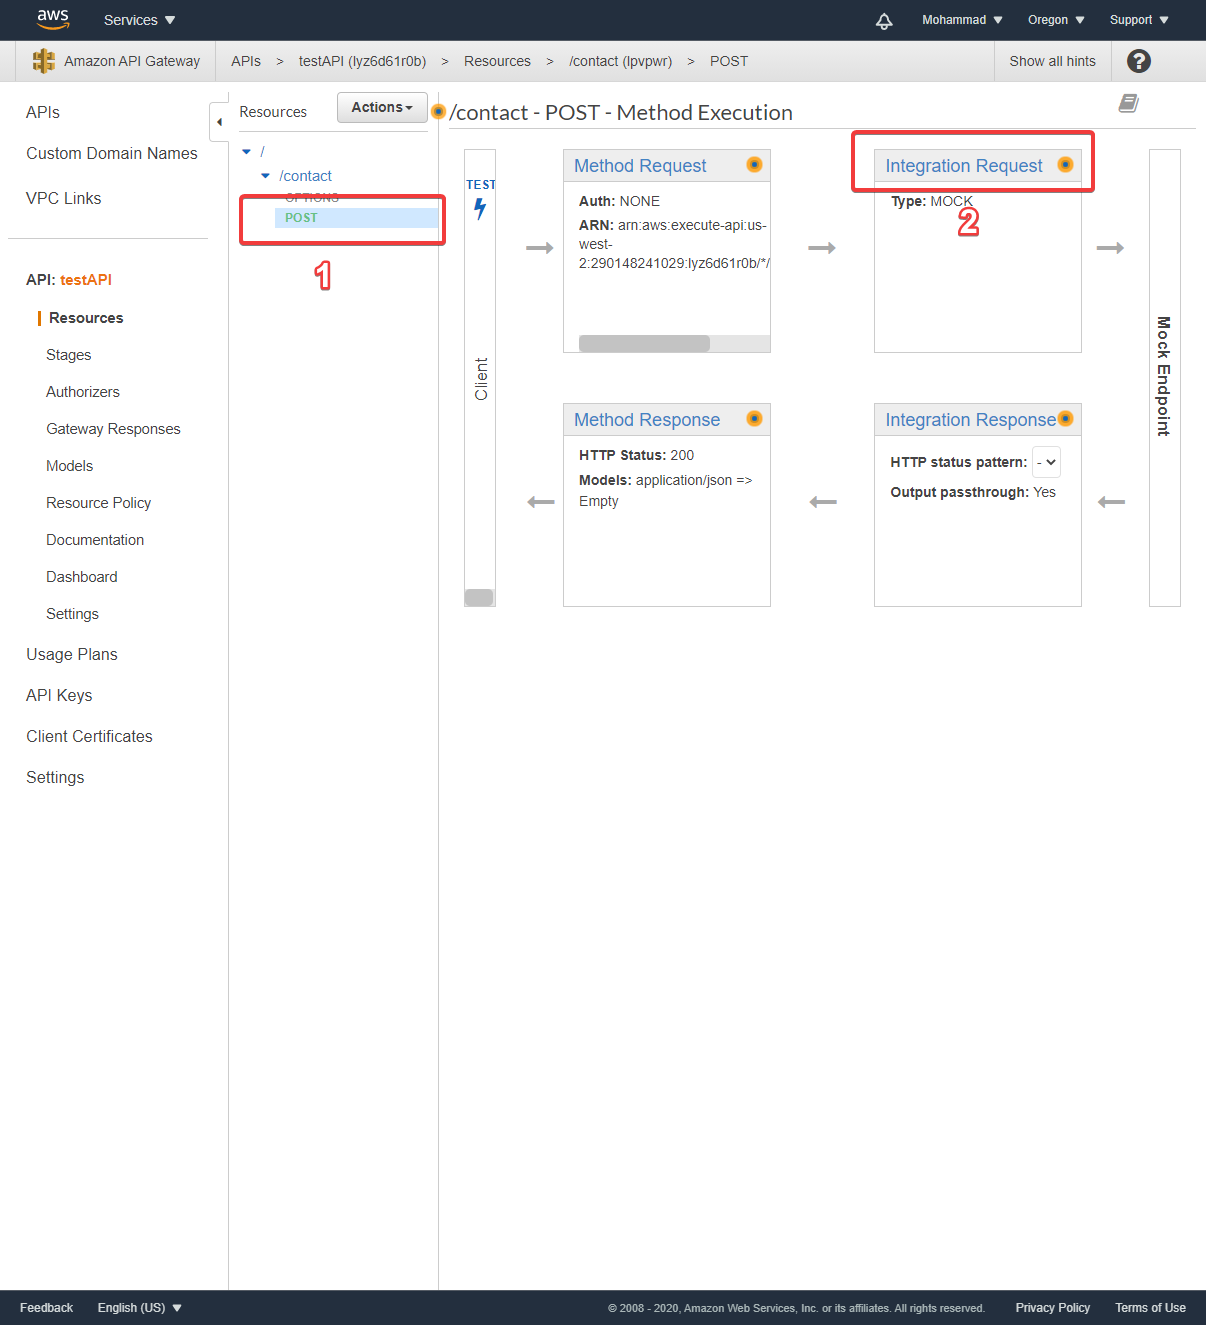 aws
Services
Mohammad
Oregon
Support
Amazon API Gateway
APIs > testAPI (lyz6d61r0b) > Resources > /contact (lpvpwr) > POST
Show all hints
?
APIs
Custom Domain Names
VPC Links
API: testAPI
Resources
Stages
Authorizers
Gateway Responses
Models
Resource Policy
Documentation
Dashboard
Settings
Usage Plans
API Keys
Client Certificates
Settings
Resources
Actions
/
/contact
OPTIONS
POST
1
/contact - POST - Method Execution
TEST
Client
Method Request
Auth: NONE
ARN: arn:aws:execute-api:us-
west-
2:290148241029:lyz6d61r0b/*/
Integration Request
Type: MOCK
2
Mock Endpoint
Method Response
HTTP Status: 200
Models: application/json =>
Empty
Integration Response
HTTP status pattern: -
Output passthrough: Yes
Feedback
English (US)
© 2008 - 2020, Amazon Web Services, Inc. or its affiliates. All rights reserved.
Privacy Policy
Terms of Use